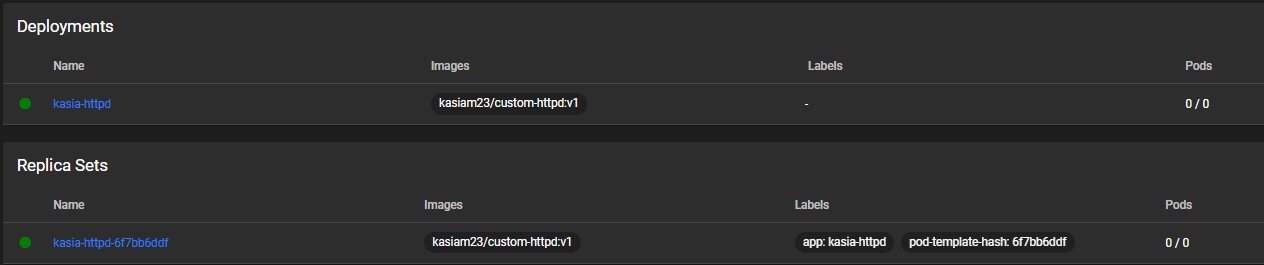 Deployments
Name Images Labels Pods
kasia-httpd kasiam23/custom-httpd:v1 - 0 / 0
Replica Sets
Name Images Labels Pods
kasia-httpd-6f7bb6ddf kasiam23/custom-httpd:v1 app: kasia-httpd pod-template-hash: 6f7bb6ddf 0 / 0